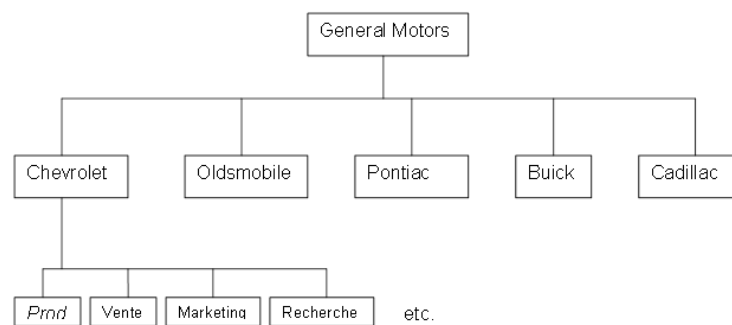 General Motors
Chevrolet
Oldsmobile
Pontiac
Buick
Cadillac
Prod
Vente
Marketing
Recherche
etc.